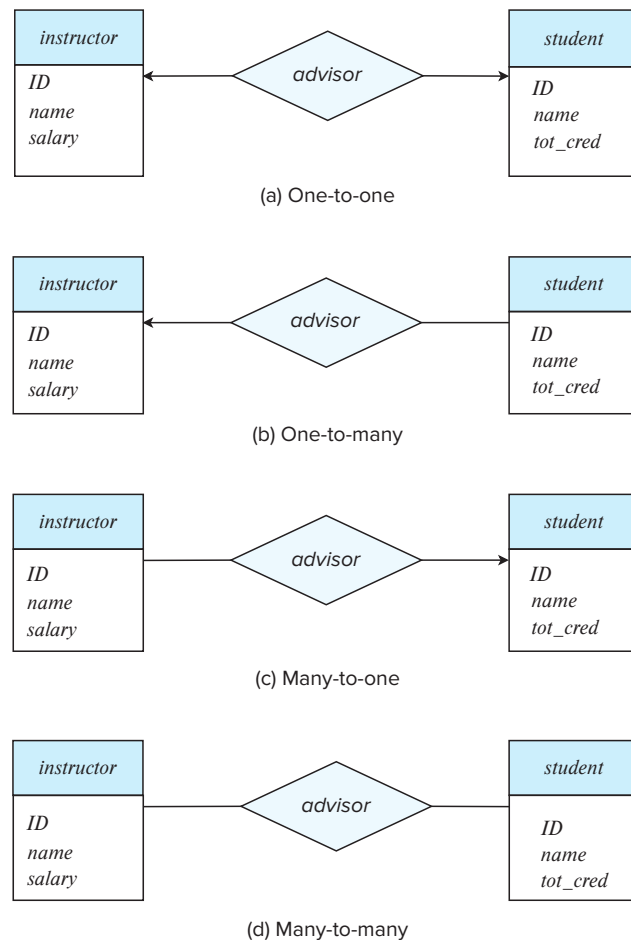 instructor
ID
name
salary
advisor
student
ID
name
tot_cred
(a) One-to-one
instructor
ID
name
salary
advisor
student
ID
name
tot_cred
(b) One-to-many
instructor
ID
name
salary
advisor
student
ID
name
tot_cred
(c) Many-to-one
instructor
ID
name
salary
advisor
student
ID
name
tot_cred
(d) Many-to-many